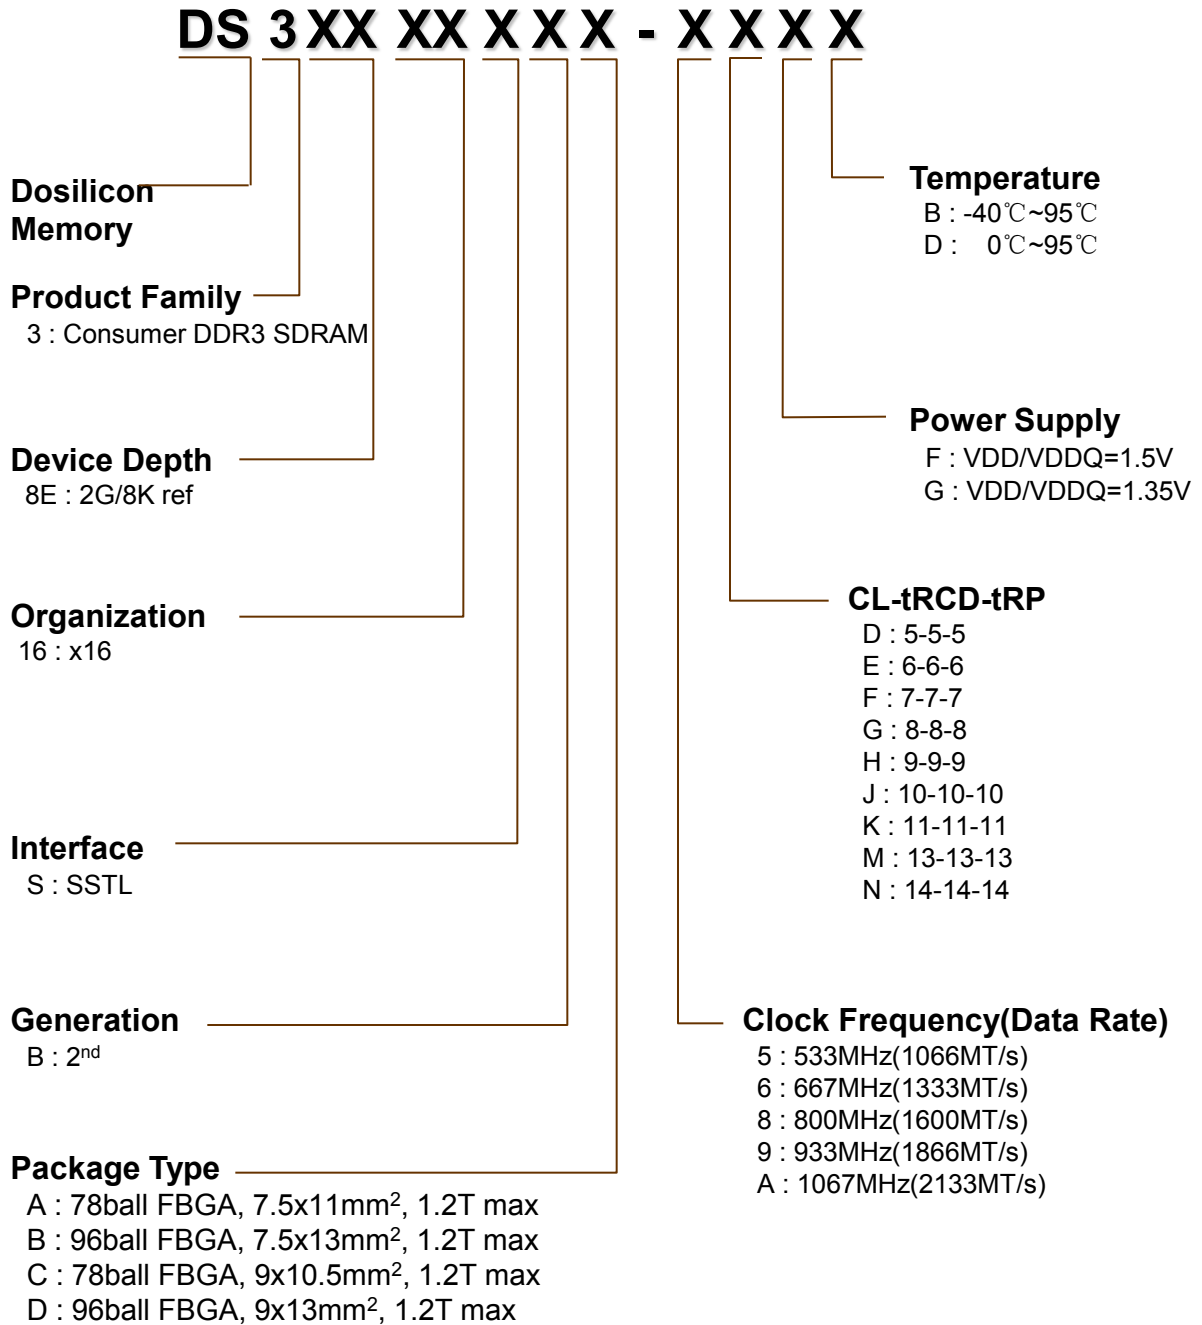 DS 3 XX XX X X X - X X X X
Dosilicon
Memory
Product Family
3 : Consumer DDR3 SDRAM
Device Depth
8E : 2G/8K ref
Organization
16 : x16
Interface
S : SSTL
Generation
B : 2nd
Package Type
A : 78ball FBGA, 7.5x11mm², 1.2T max
B : 96ball FBGA, 7.5x13mm², 1.2T max
C : 78ball FBGA, 9x10.5mm², 1.2T max
D : 96ball FBGA, 9x13mm², 1.2T max
Temperature
B : -40℃~95℃
D : 0℃~95℃
Power Supply
F : VDD/VDDQ=1.5V
G : VDD/VDDQ=1.35V
CL-tRCD-tRP
D : 5-5-5
E : 6-6-6
F : 7-7-7
G : 8-8-8
H : 9-9-9
J : 10-10-10
K : 11-11-11
M : 13-13-13
N : 14-14-14
Clock Frequency(Data Rate)
5 : 533MHz(1066MT/s)
6 : 667MHz(1333MT/s)
8 : 800MHz(1600MT/s)
9 : 933MHz(1866MT/s)
A : 1067MHz(2133MT/s)